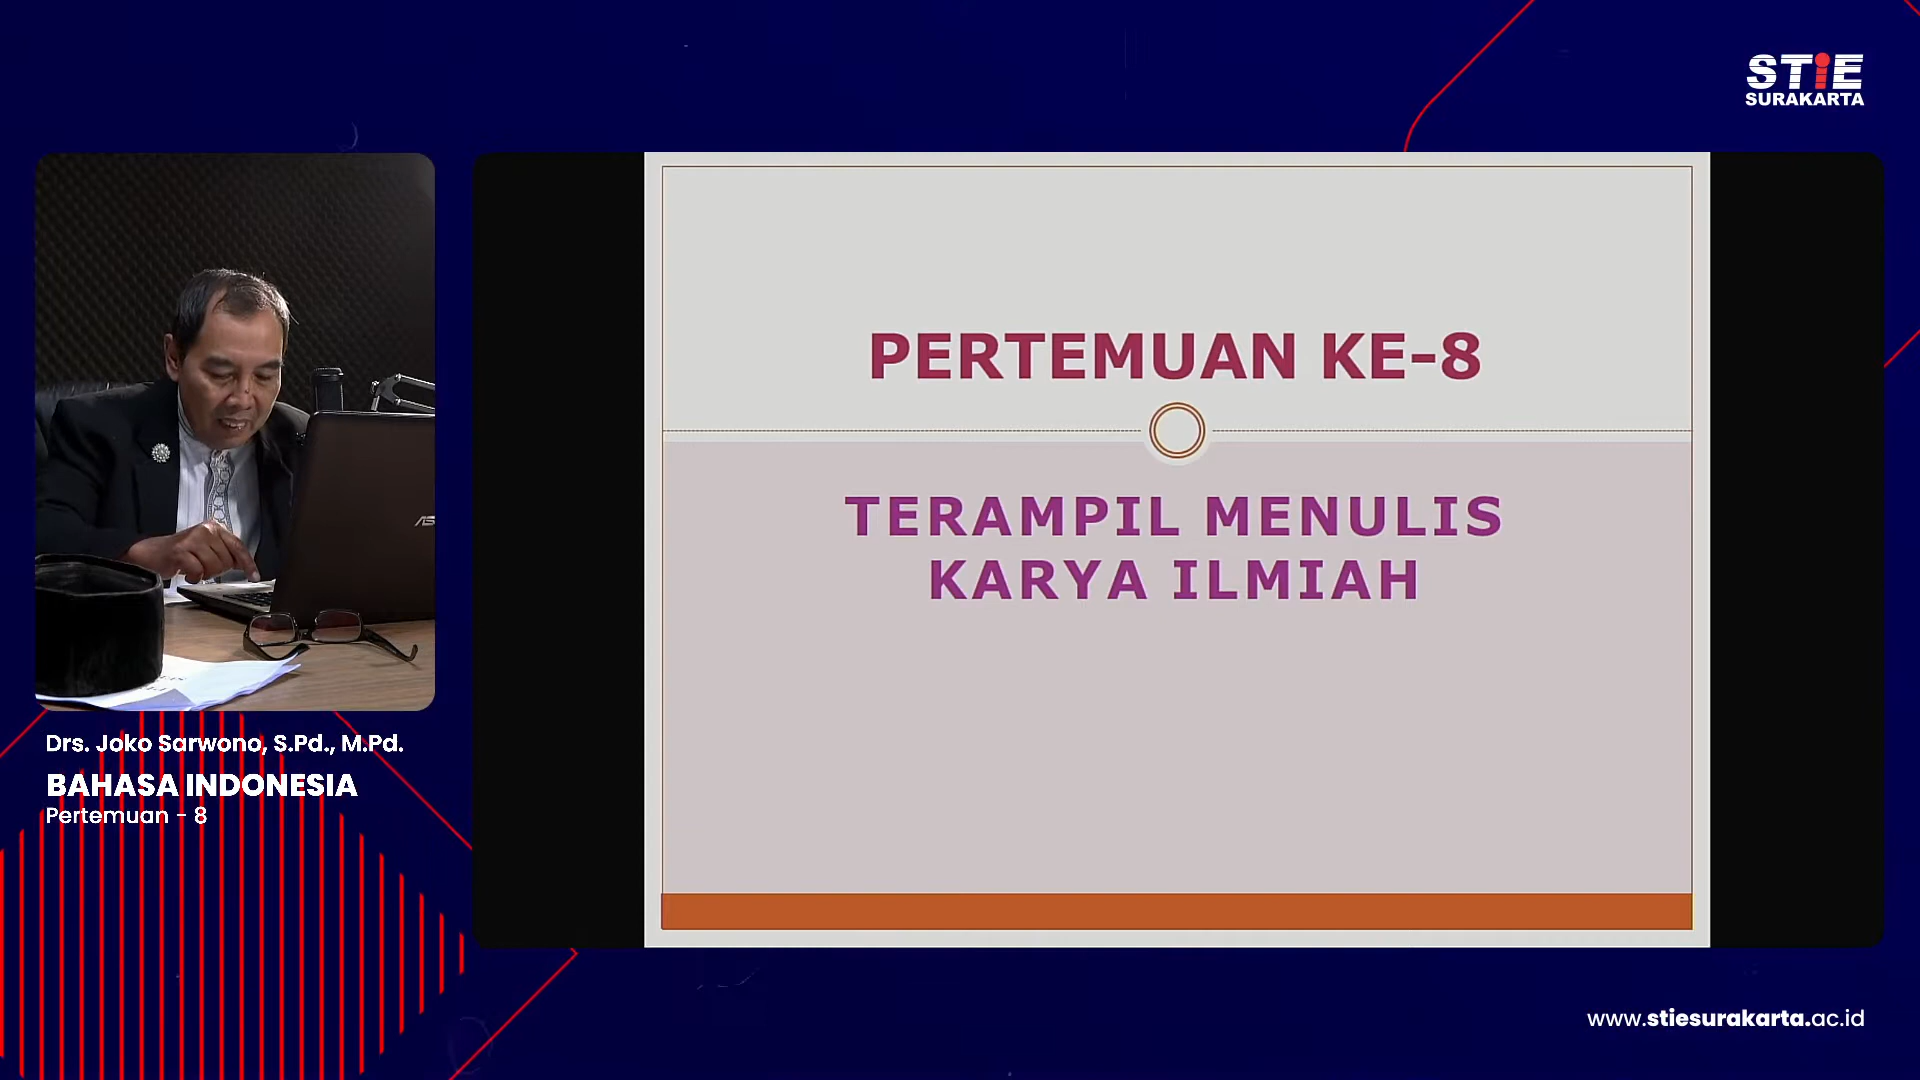 STiE
SURAKARTA
PERTEMUAN KE-8
TERAMPIL MENULIS
KARYA ILMIAH
Drs. Joko Sarwono, S.Pd., M.Pd.
BAHASA INDONESIA
Pertemuan - 8
www.stiesurakarta.ac.id